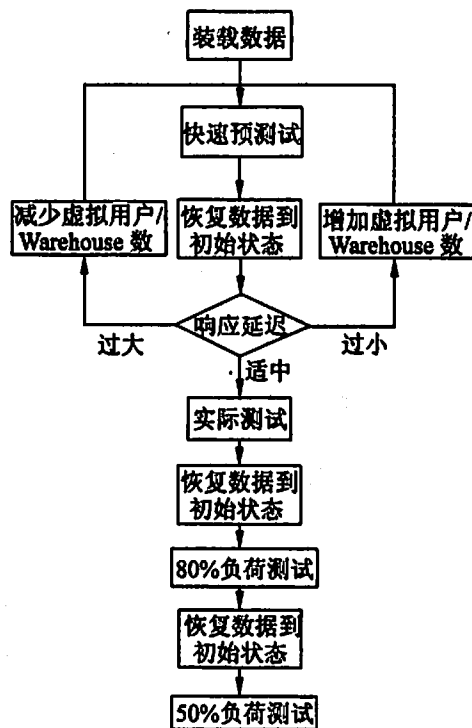 装载数据
快速预测试
减少虚拟用户/
Warehouse 数
恢复数据到
初始状态
增加虚拟用户/
Warehouse 数
响应延迟
过大
过小
适中
实际测试
恢复数据到
初始状态
80%负荷测试
恢复数据到
初始状态
50%负荷测试